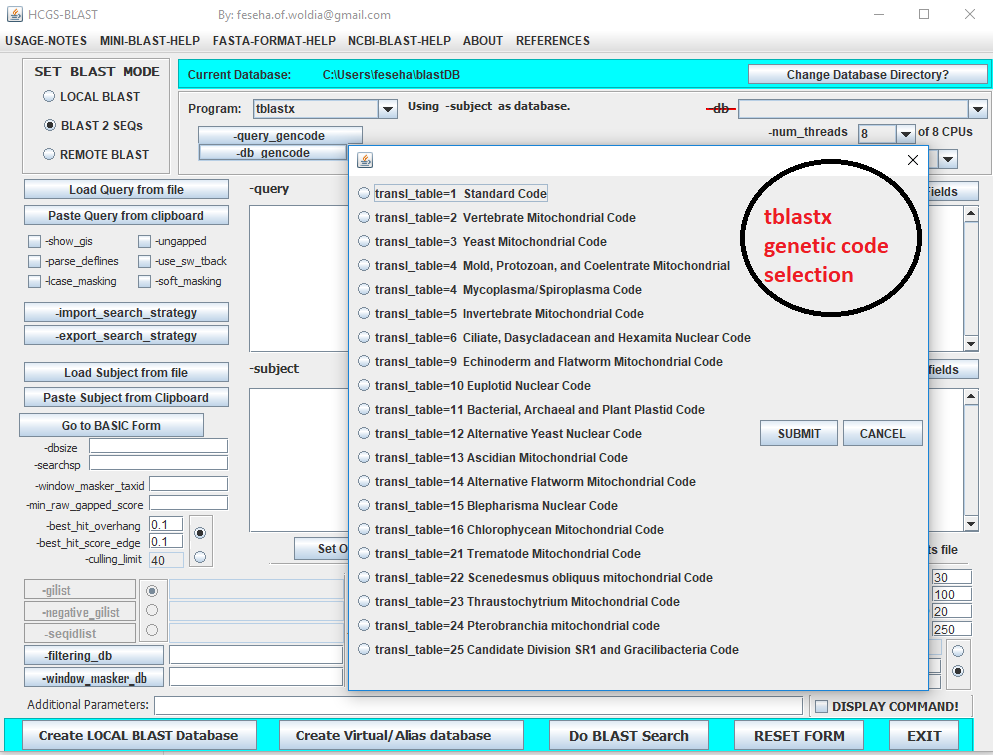 HCGS-BLAST By: feseha.of.woldia@gmail.com
USAGE-NOTES MINI-BLAST-HELP FASTA-FORMAT-HELP NCBI-BLAST-HELP ABOUT REFERENCES
SET BLAST MODE
LOCAL BLAST
BLAST 2 SEQs
REMOTE BLAST
Current Database: C:\Users\feseha\blastDB Change Database Directory?
Program: tblastx Using -subject as database. -db
-query_gencode -num_threads 8 of 8 CPUs
-db_gencode
Load Query from file
Paste Query from clipboard
-show_gis -ungapped
-parse_deflines -use_sw_tback
-lcase_masking -soft_masking
-import_search_strategy
-export_search_strategy
Load Subject from file
Paste Subject from Clipboard
Go to BASIC Form
-dbsize
-searchsp
-window_masker_taxid
-min_raw_gapped_score
-best_hit_overhang 0.1
-best_hit_score_edge 0.1
-culling_limit 40
-gilist
-negative_gilist
-seqidlist
-filtering_db
-window_masker_db
-query
-subject
Set O
transl_table=1 Standard Code
transl_table=2 Vertebrate Mitochondrial Code
transl_table=3 Yeast Mitochondrial Code
transl_table=4 Mold, Protozoan, and Coelentrate Mitochondrial
transl_table=4 Mycoplasma/Spiroplasma Code
transl_table=5 Invertebrate Mitochondrial Code
transl_table=6 Ciliate, Dasycladacean and Hexamita Nuclear Code
transl_table=9 Echinoderm and Flatworm Mitochondrial Code
transl_table=10 Euplotid Nuclear Code
transl_table=11 Bacterial, Archaeal and Plant Plastid Code
transl_table=12 Alternative Yeast Nuclear Code
transl_table=13 Ascidian Mitochondrial Code
transl_table=14 Alternative Flatworm Mitochondrial Code
transl_table=15 Blepharisma Nuclear Code
transl_table=16 Chlorophycean Mitochondrial Code
transl_table=21 Trematode Mitochondrial Code
transl_table=22 Scenedesmus obliquus mitochondrial Code
transl_table=23 Thraustochytrium Mitochondrial Code
transl_table=24 Pterobranchia mitochondrial code
transl_table=25 Candidate Division SR1 and Gracilibacteria Code
tblastx
genetic code
selection
SUBMIT CANCEL
ields
fields
ts file
30
100
20
250
Additional Parameters: DISPLAY COMMAND!
Create LOCAL BLAST Database Create Virtual/Alias database Do BLAST Search RESET FORM EXIT